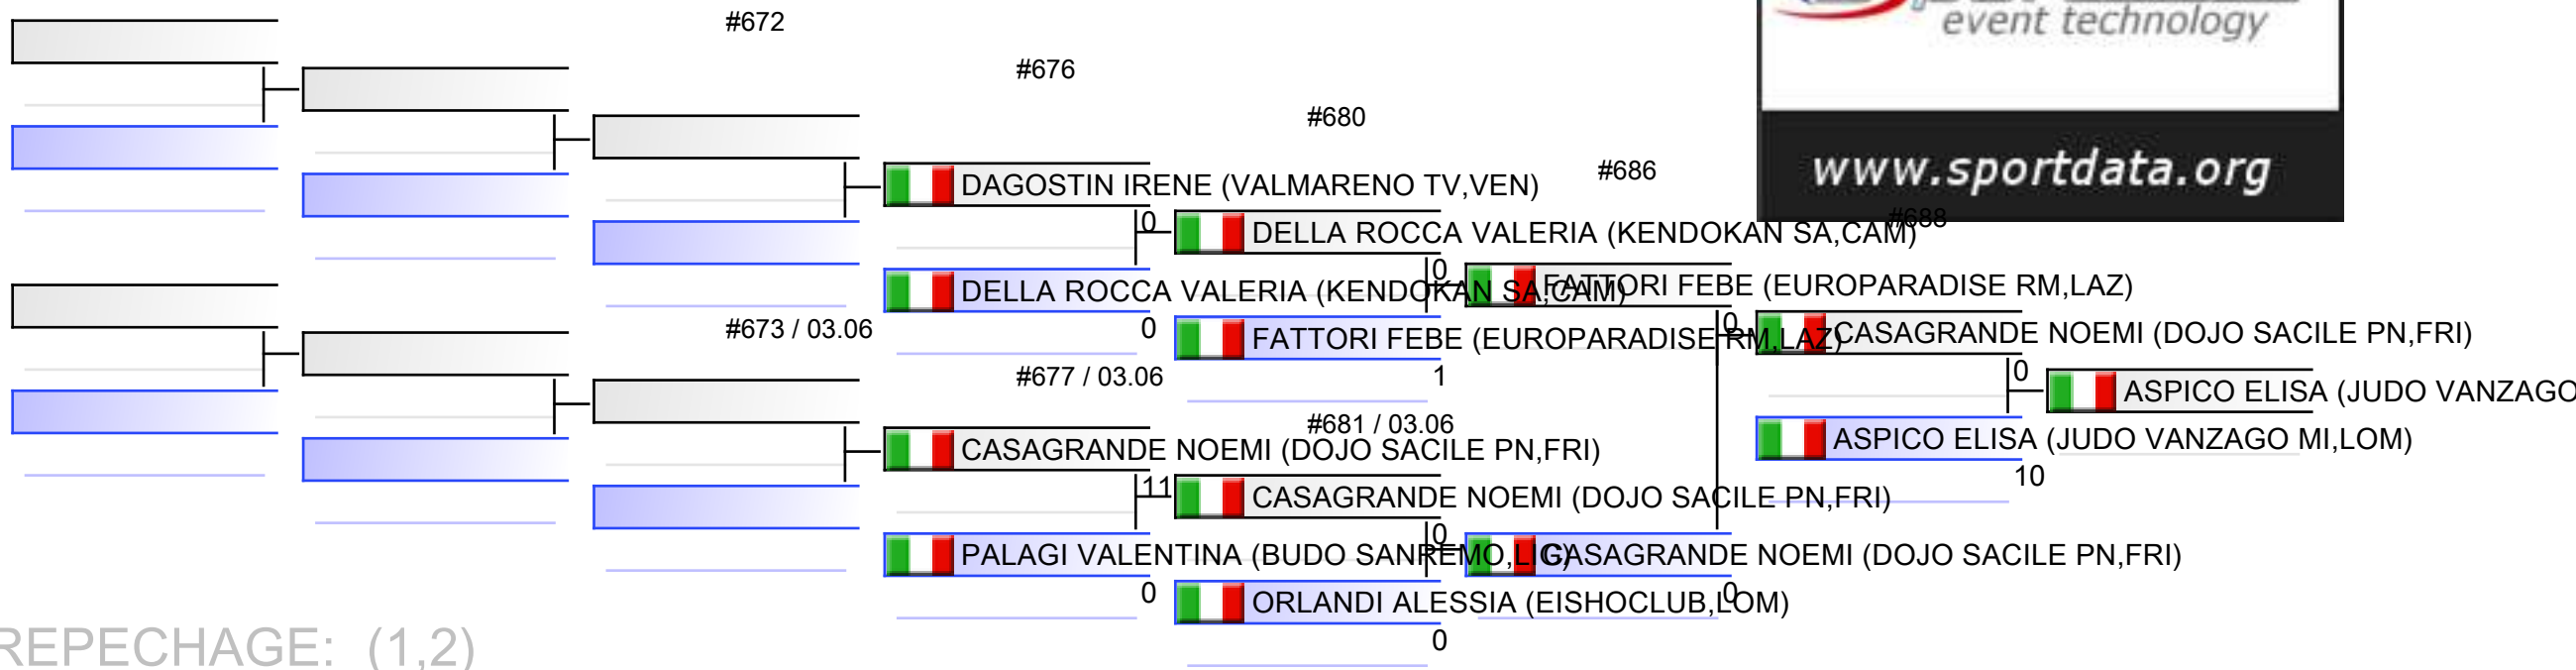 event technology
www.sportdata.org
#672
#676
#680
#686
#688
DAGOSTIN IRENE (VALMARENO TV,VEN)
0
DELLA ROCCA VALERIA (KENDOKAN SA,CAM)
DELLA ROCCA VALERIA (KENDOKAN SA,CAM)
0
0
FATTORI FEBE (EUROPARADISE RM,LAZ)
FATTORI FEBE (EUROPARADISE RM,LAZ)
1
0
CASAGRANDE NOEMI (DOJO SACILE PN,FRI)
0
ASPICO ELISA (JUDO VANZAGO
ASPICO ELISA (JUDO VANZAGO MI,LOM)
10
#673 / 03.06
#677 / 03.06
#681 / 03.06
CASAGRANDE NOEMI (DOJO SACILE PN,FRI)
11
CASAGRANDE NOEMI (DOJO SACILE PN,FRI)
PALAGI VALENTINA (BUDO SANREMO,LIG)
0
0
CASAGRANDE NOEMI (DOJO SACILE PN,FRI)
0
ORLANDI ALESSIA (EISHOCLUB,LOM)
0
REPECHAGE: (1,2)